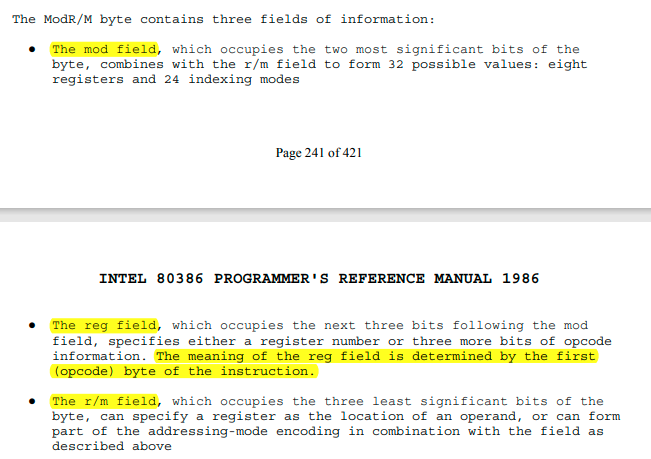 The ModR/M byte contains three fields of information:
• The mod field, which occupies the two most significant bits of the
byte, combines with the r/m field to form 32 possible values: eight
registers and 24 indexing modes
Page 241 of 421
INTEL 80386 PROGRAMMER'S REFERENCE MANUAL 1986
• The reg field, which occupies the next three bits following the mod
field, specifies either a register number or three more bits of opcode
information. The meaning of the reg field is determined by the first
(opcode) byte of the instruction.
• The r/m field, which occupies the three least significant bits of the
byte, can specify a register as the location of an operand, or can form
part of the addressing-mode encoding in combination with the field as
described above